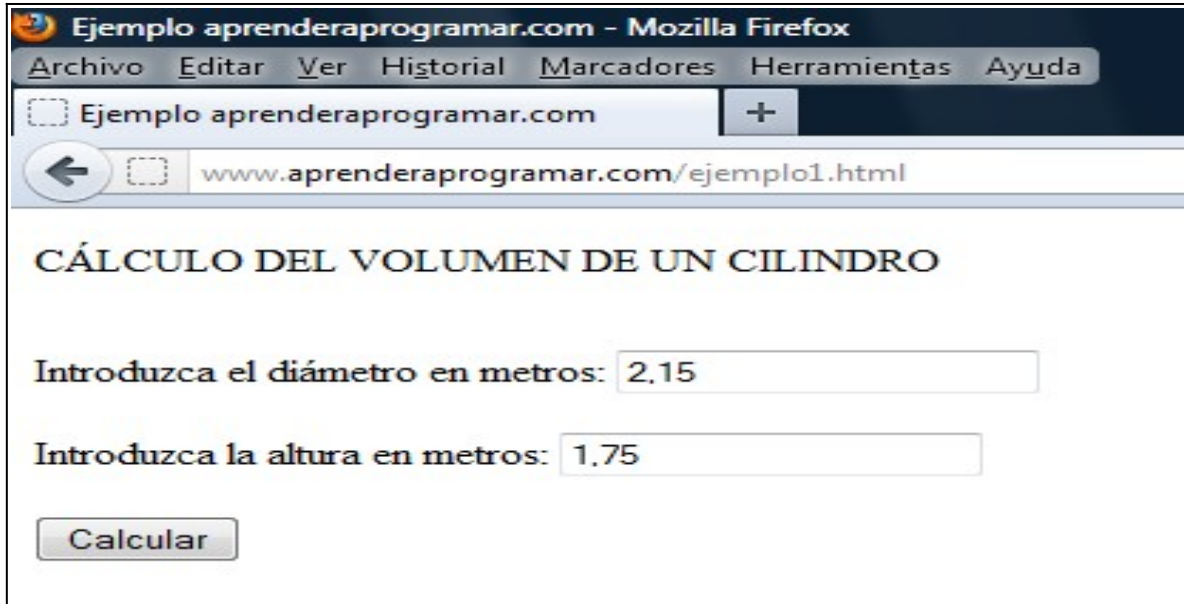 Ejemplo aprenderaprogramar.com - Mozilla Firefox
Archivo Editar Ver Historial Marcadores Herramientas Ayuda
Ejemplo aprenderaprogramar.com +
www.aprenderaprogramar.com/ejemplo1.html
CÁLCULO DEL VOLUMEN DE UN CILINDRO
Introduzca el diámetro en metros: 2,15
Introduzca la altura en metros: 1,75
Calcular